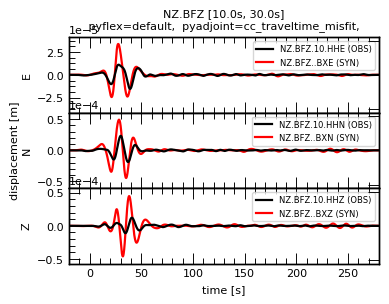 NZ.BFZ [10.0s, 30.0s]
pyflex=default, pyadjoint=cc_traveltime_misfit,
1e−5
2.5
0.0
−2.5
E
NZ.BFZ.10.HHE (OBS)
NZ.BFZ..BXE (SYN)
1e−4
0.5
0.0
−0.5
N
displacement [m]
NZ.BFZ.10.HHN (OBS)
NZ.BFZ..BXN (SYN)
1e−4
0.5
0.0
−0.5
Z
NZ.BFZ.10.HHZ (OBS)
NZ.BFZ..BXZ (SYN)
0 50 100 150 200 250
time [s]